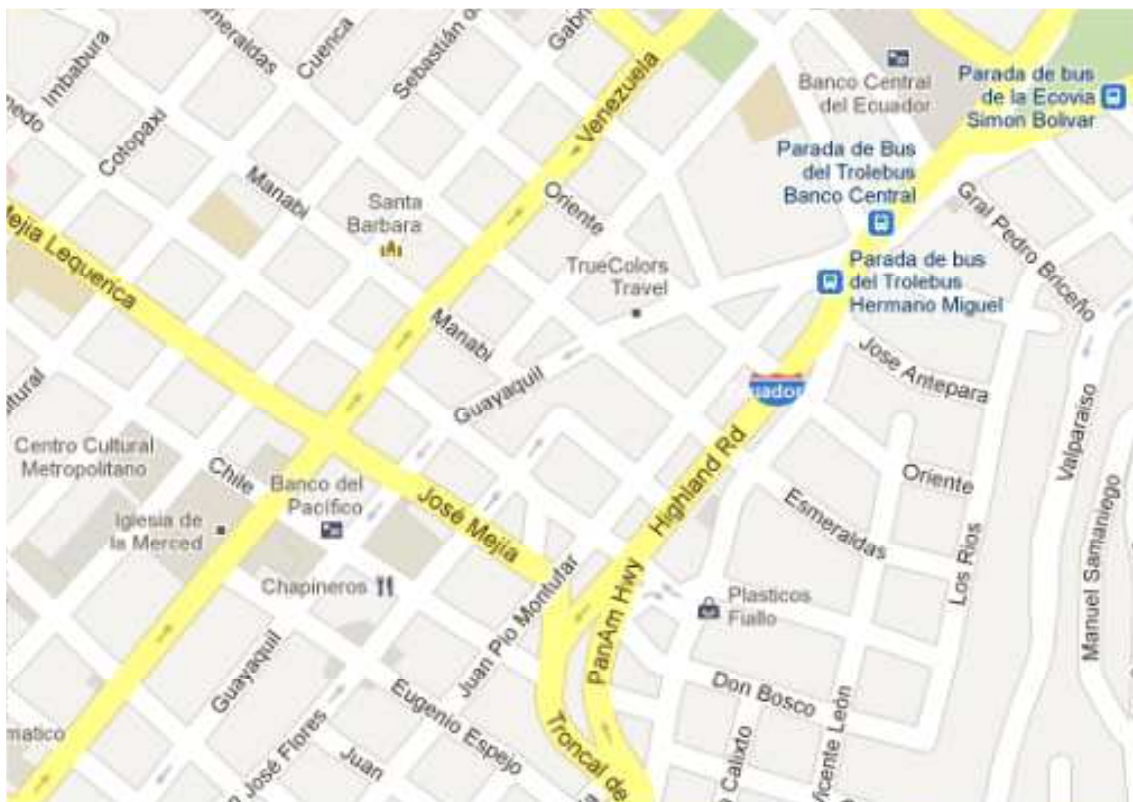 Imbabura
Cuenca
Cotopaxi
Venezuela
Banco Central
del Ecuador
Parada de bus
de la Ecovia
Simon Bolivar
Parada de Bus
del Trolebus
Banco Central
Manabi
Santa
Barbara
Oriente
Gral Pedro Briceño
Mejia Lequerica
TrueColors
Travel
Parada de bus
del Trolebus
Hermano Miguel
Manabi
Jose Antepara
Guayaquil
Valparaiso
Centro Cultural
Metropolitano
Chile
Banco del
Pacífico
Highland Rd
Oriente
José Mejía
Esmeraldas
Iglesia de
la Merced
Manuel Samaniego
Los Rios
Chapineros
Juan Pio Montufar
PanAm Hwy
Plasticos
Fiallo
Guayaquil
Eugenio Espejo
Don Bosco
José Flores
Juan
Troncal de
Calixto
Vicente León